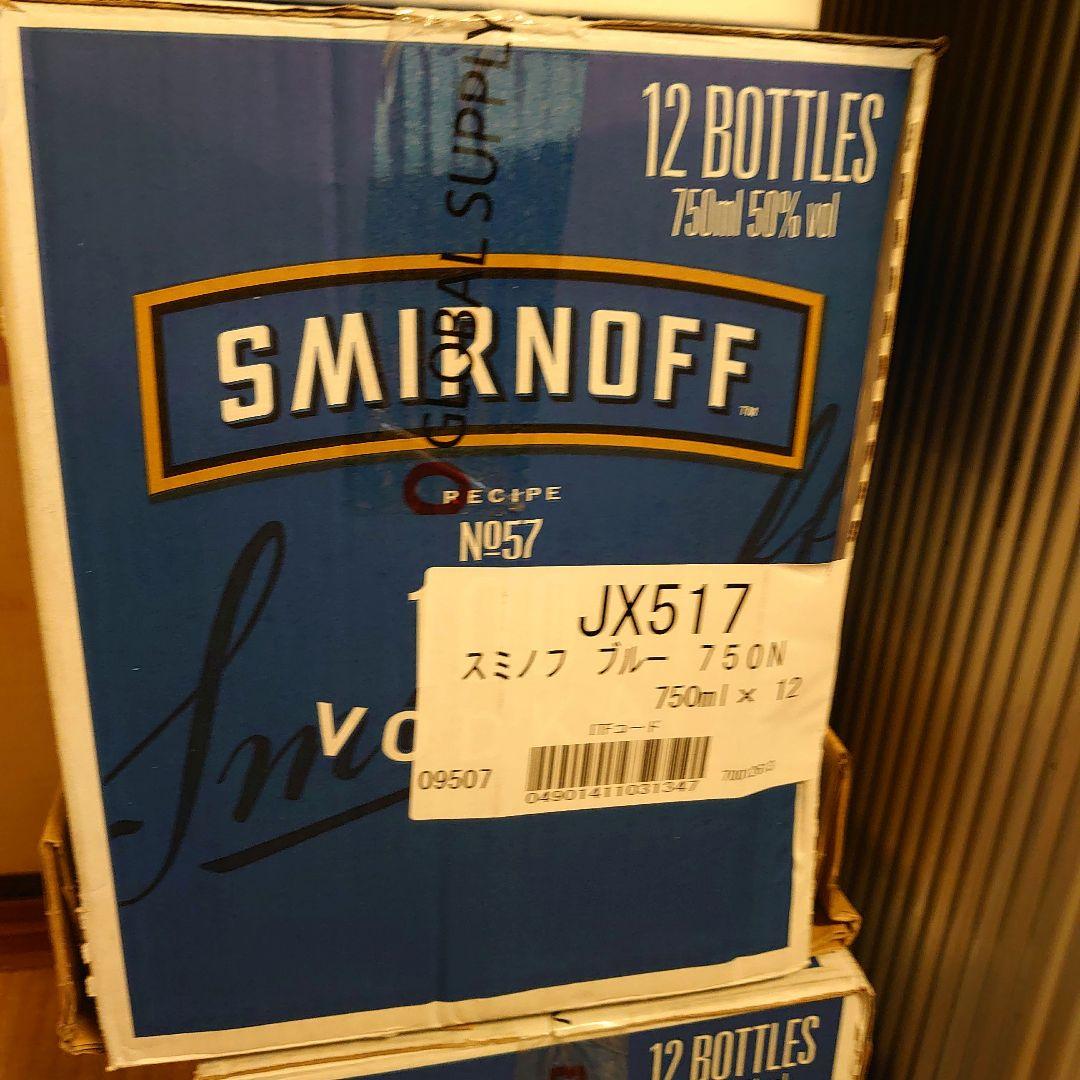 12 BOTTLES
750ml 50% vol
GLOBAL SUPPLY
SMIRNOFF
RECIPE
Nº57
JX517
スミノフ ブルー 750N
750ml × 12
ITFコード
09507
04901411031347
12 BOTTLES